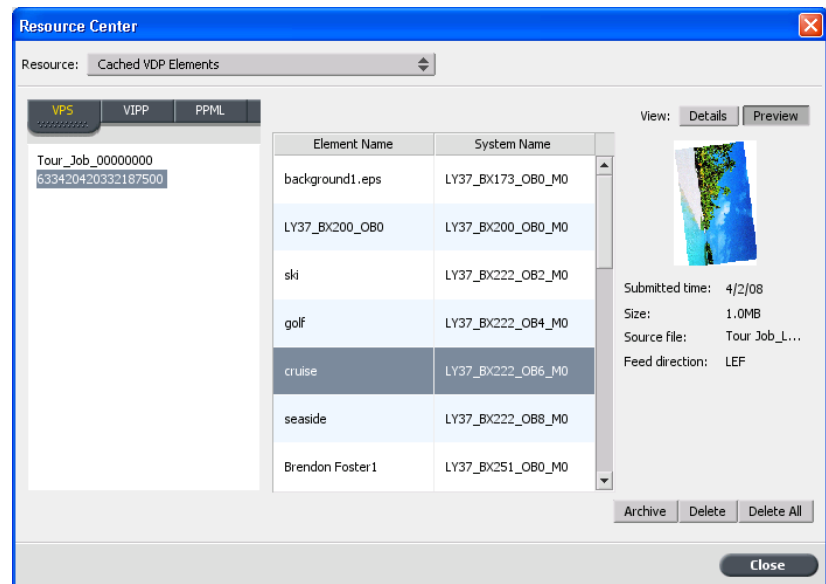 Resource Center
Resource: Cached VDP Elements
VPS VIPP PPML
Tour_Job_00000000
633420420332187500
Element Name System Name
background1.eps LY37_BX173_OB0_M0
LY37_BX200_OB0 LY37_BX200_OB0_M0
ski LY37_BX222_OB2_M0
golf LY37_BX222_OB4_M0
cruise LY37_BX222_OB6_M0
seaside LY37_BX222_OB8_M0
Brendon Foster1 LY37_BX251_OB0_M0
View: Details Preview
Submitted time: 4/2/08
Size: 1.0MB
Source file: Tour Job_L...
Feed direction: LEF
Archive Delete Delete All
Close